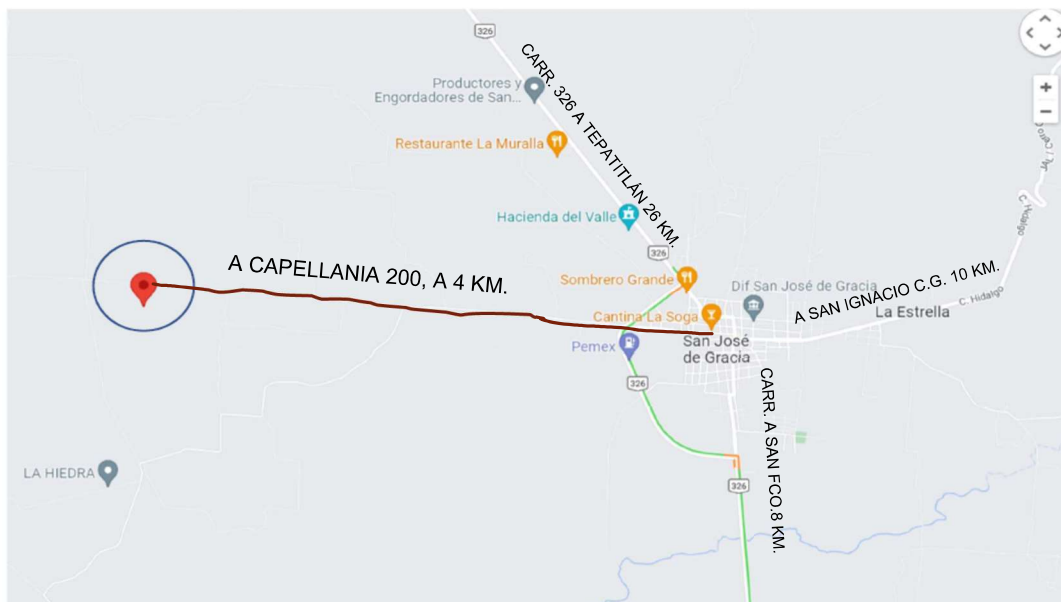 326
CARR. 326 A TEPATITLÁN 26 KM.
Productores y
Engordadores de San...
Restaurante La Muralla
Hacienda del Valle
326
A CAPELLANIA 200, A 4 KM.
Sombrero Grande
Dif San José de Gracia
A SAN IGNACIO C.G. 10 KM.
C. Hidalgo
C. Hidalgo
La Estrella
Cantina La Soga
Pemex
San José
de Gracia
326
CARR. A SAN FCO.8 KM.
LA HIEDRA
326